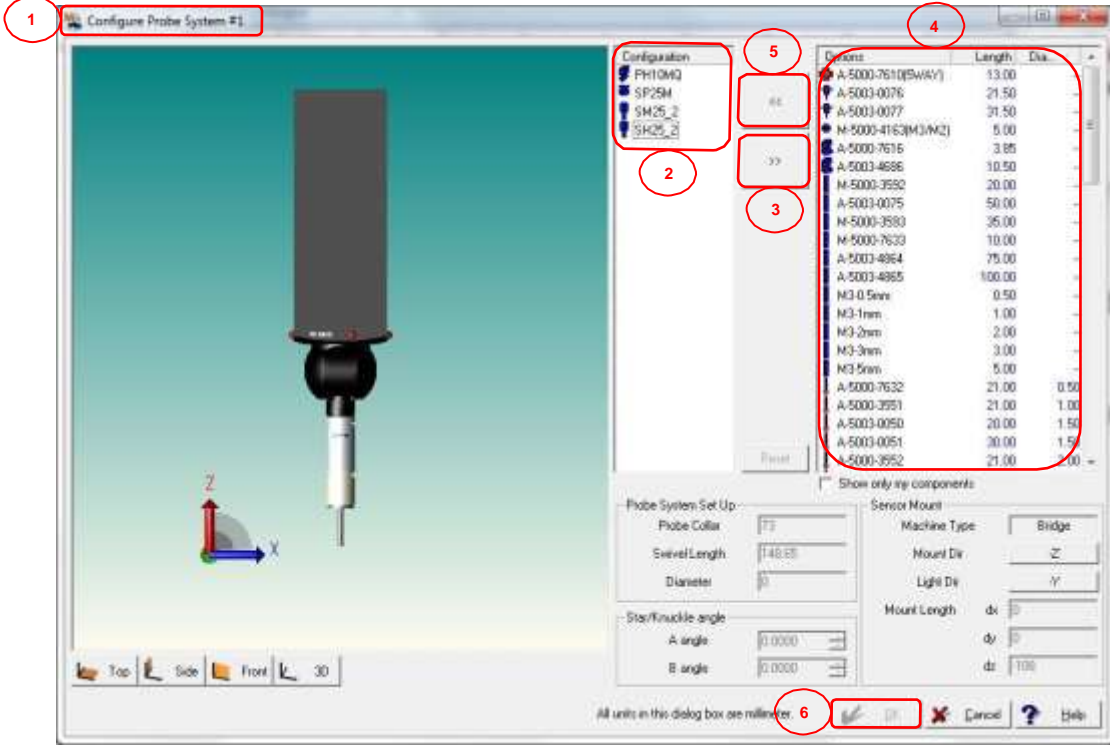 1
Configure Probe System #1
2
3
4
5
6
Configuration
PH10MQ
SP25M
SM25_2
SH25_2
<<
>>
Reset
Options Length Dia...
A-5000-7610(5WAY) 13.00 -
A-5003-0076 21.50 -
A-5003-0077 31.50 -
M-5000-4163(M3/M2) 5.00 -
A-5000-7616 3.85 -
A-5003-4686 10.50 -
M-5000-3592 20.00 -
A-5003-0075 50.00 -
M-5000-3593 35.00 -
M-5000-7633 10.00 -
A-5003-4864 75.00 -
A-5003-4865 100.00 -
M3-0.5mm 0.50 -
M3-1mm 1.00 -
M3-2mm 2.00 -
M3-3mm 3.00 -
M3-5mm 5.00 -
A-5000-7632 21.00 0.50
A-5000-3551 21.00 1.00
A-5003-0050 20.00 1.50
A-5003-0051 30.00 1.50
A-5000-3552 21.00 2.00
Show only my components
Probe System Set Up
Probe Collar 73
Swivel Length 148.65
Diameter 0
Star/Knuckle angle
A angle 0.0000
B angle 0.0000
Sensor Mount
Machine Type Bridge
Mount Dir -Z
Light Dir -Y
Mount Length dx 0
dy 0
dz 108
Z
X
Top Side Front 3D
All units in this dialog box are millimeter.
OK Cancel Help